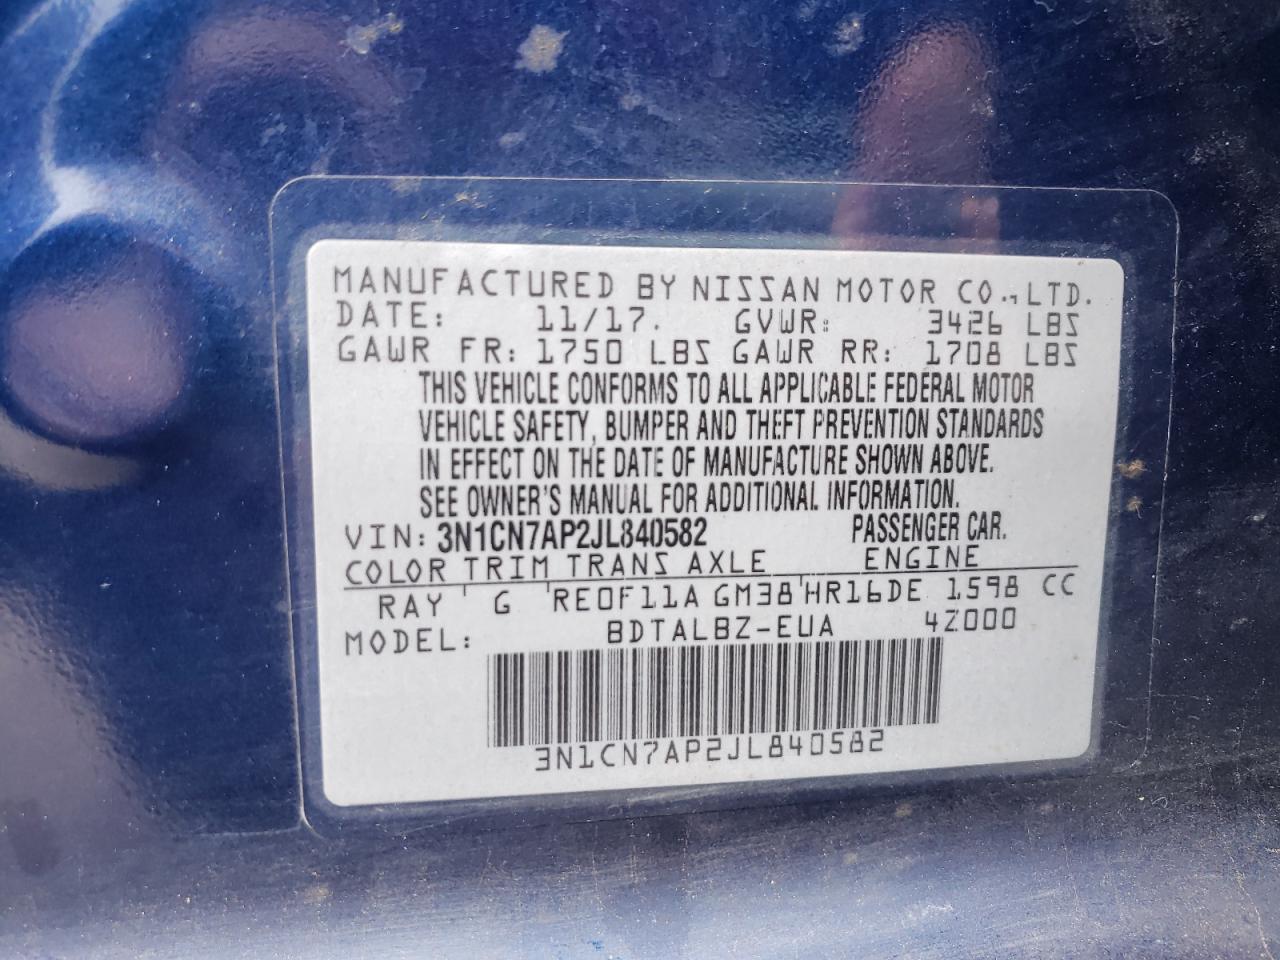 MANUFACTURED BY NISSAN MOTOR CO.,LTD.
DATE: 11/17. GVWR: 3426 LBS
GAWR FR: 1750 LBS GAWR RR: 1708 LBS
THIS VEHICLE CONFORMS TO ALL APPLICABLE FEDERAL MOTOR
VEHICLE SAFETY, BUMPER AND THEFT PREVENTION STANDARDS
IN EFFECT ON THE DATE OF MANUFACTURE SHOWN ABOVE.
SEE OWNER'S MANUAL FOR ADDITIONAL INFORMATION.
VIN: 3N1CN7AP2JL840582 PASSENGER CAR.
COLOR TRIM TRANS AXLE ENGINE
RAY G RE0F11A GM38 HR16DE 1598 CC
MODEL: BDTALBZ-EUA 4Z000
3N1CN7AP2JL840582